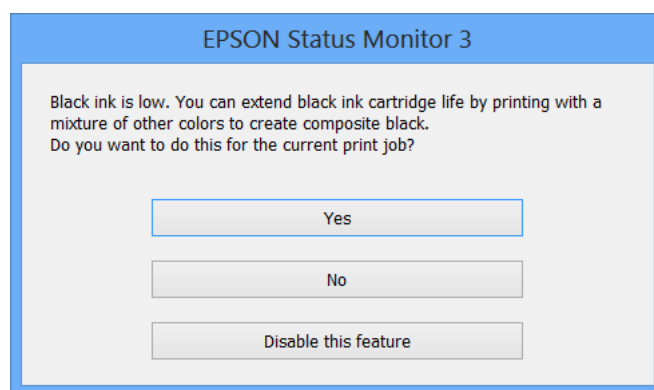 EPSON Status Monitor 3
Black ink is low. You can extend black ink cartridge life by printing with a
mixture of other colors to create composite black.
Do you want to do this for the current print job?
Yes
No
Disable this feature